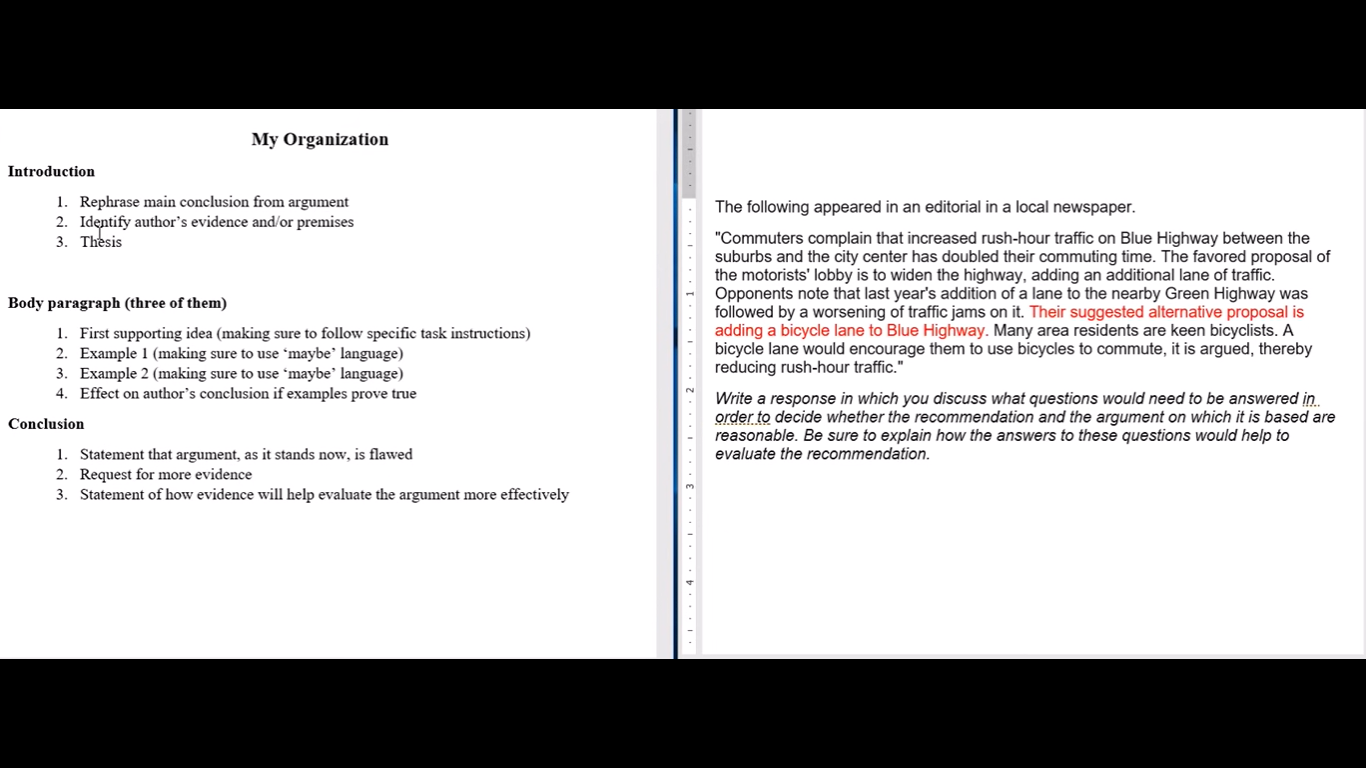 My Organization
Introduction
1. Rephrase main conclusion from argument
2. Identify author's evidence and/or premises
3. Thesis
Body paragraph (three of them)
1. First supporting idea (making sure to follow specific task instructions)
2. Example 1 (making sure to use ‘maybe’ language)
3. Example 2 (making sure to use ‘maybe’ language)
4. Effect on author’s conclusion if examples prove true
Conclusion
1. Statement that argument, as it stands now, is flawed
2. Request for more evidence
3. Statement of how evidence will help evaluate the argument more effectively
1
2
3
4
The following appeared in an editorial in a local newspaper.
"Commuters complain that increased rush-hour traffic on Blue Highway between the
suburbs and the city center has doubled their commuting time. The favored proposal of
the motorists' lobby is to widen the highway, adding an additional lane of traffic.
Opponents note that last year's addition of a lane to the nearby Green Highway was
followed by a worsening of traffic jams on it. Their suggested alternative proposal is
adding a bicycle lane to Blue Highway. Many area residents are keen bicyclists. A
bicycle lane would encourage them to use bicycles to commute, it is argued, thereby
reducing rush-hour traffic."
Write a response in which you discuss what questions would need to be answered in
order to decide whether the recommendation and the argument on which it is based are
reasonable. Be sure to explain how the answers to these questions would help to
evaluate the recommendation.